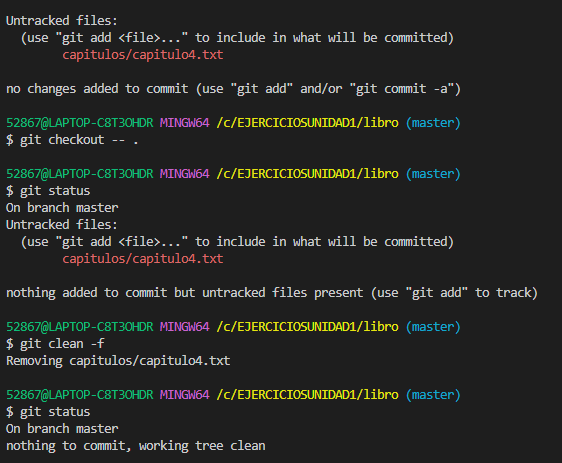 Untracked files:
  (use "git add <file>..." to include in what will be committed)
        capitulos/capitulo4.txt

no changes added to commit (use "git add" and/or "git commit -a")

52867@LAPTOP-C8T3OHDR MINGW64 /c/EJERCICIOSUNIDAD1/libro (master)
$ git checkout -- .

52867@LAPTOP-C8T3OHDR MINGW64 /c/EJERCICIOSUNIDAD1/libro (master)
$ git status
On branch master
Untracked files:
  (use "git add <file>..." to include in what will be committed)
        capitulos/capitulo4.txt

nothing added to commit but untracked files present (use "git add" to track)

52867@LAPTOP-C8T3OHDR MINGW64 /c/EJERCICIOSUNIDAD1/libro (master)
$ git clean -f
Removing capitulos/capitulo4.txt

52867@LAPTOP-C8T3OHDR MINGW64 /c/EJERCICIOSUNIDAD1/libro (master)
$ git status
On branch master
nothing to commit, working tree clean